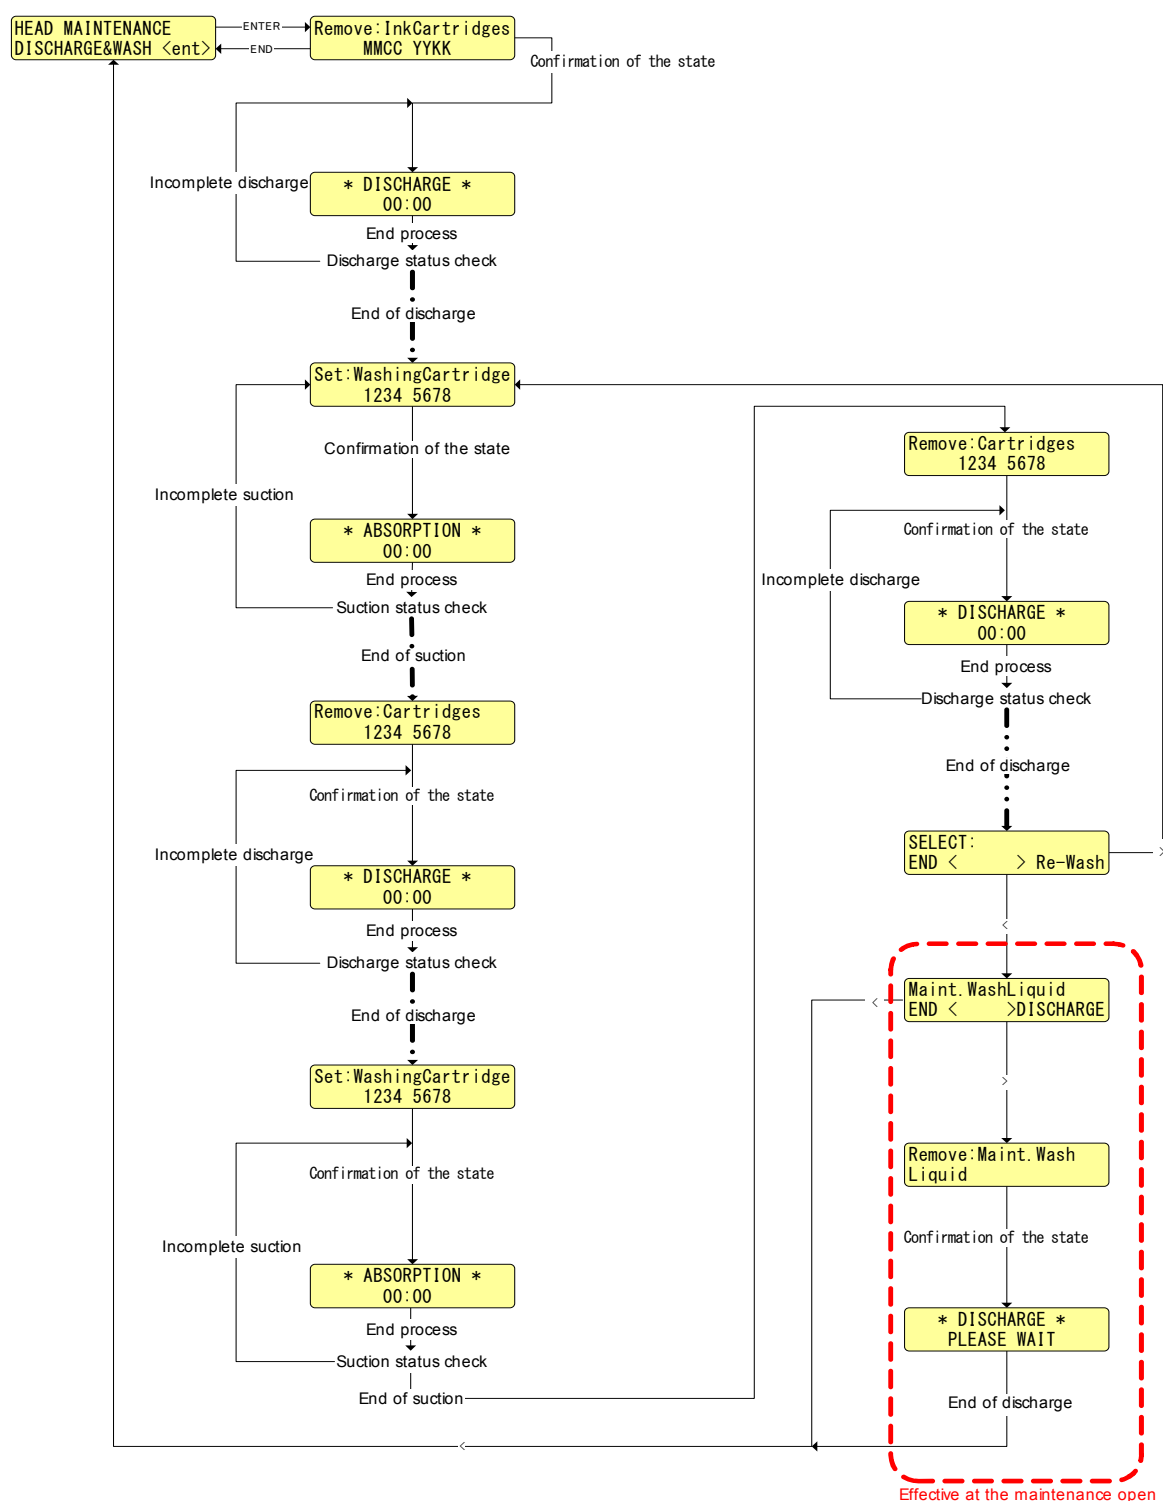 HEAD MAINTENANCE
DISCHARGE&WASH <ent>
ENTER
END
Remove:InkCartridges
MMCC YYKK
Confirmation of the state
Incomplete discharge
* DISCHARGE *
00:00
End process
Discharge status check
End of discharge
Set:WashingCartridge
1234 5678
Confirmation of the state
Incomplete suction
* ABSORPTION *
00:00
End process
Suction status check
End of suction
Remove:Cartridges
1234 5678
Confirmation of the state
Incomplete discharge
* DISCHARGE *
00:00
End process
Discharge status check
End of discharge
Set:WashingCartridge
1234 5678
Confirmation of the state
Incomplete suction
* ABSORPTION *
00:00
End process
Suction status check
End of suction
<
Remove:Cartridges
1234 5678
Confirmation of the state
Incomplete discharge
* DISCHARGE *
00:00
End process
Discharge status check
End of discharge
SELECT:
END < > Re-Wash
>
<
Maint.WashLiquid
END < >DISCHARGE
<
>
Remove:Maint.Wash
Liquid
Confirmation of the state
* DISCHARGE *
PLEASE WAIT
End of discharge
Effective at the maintenance open